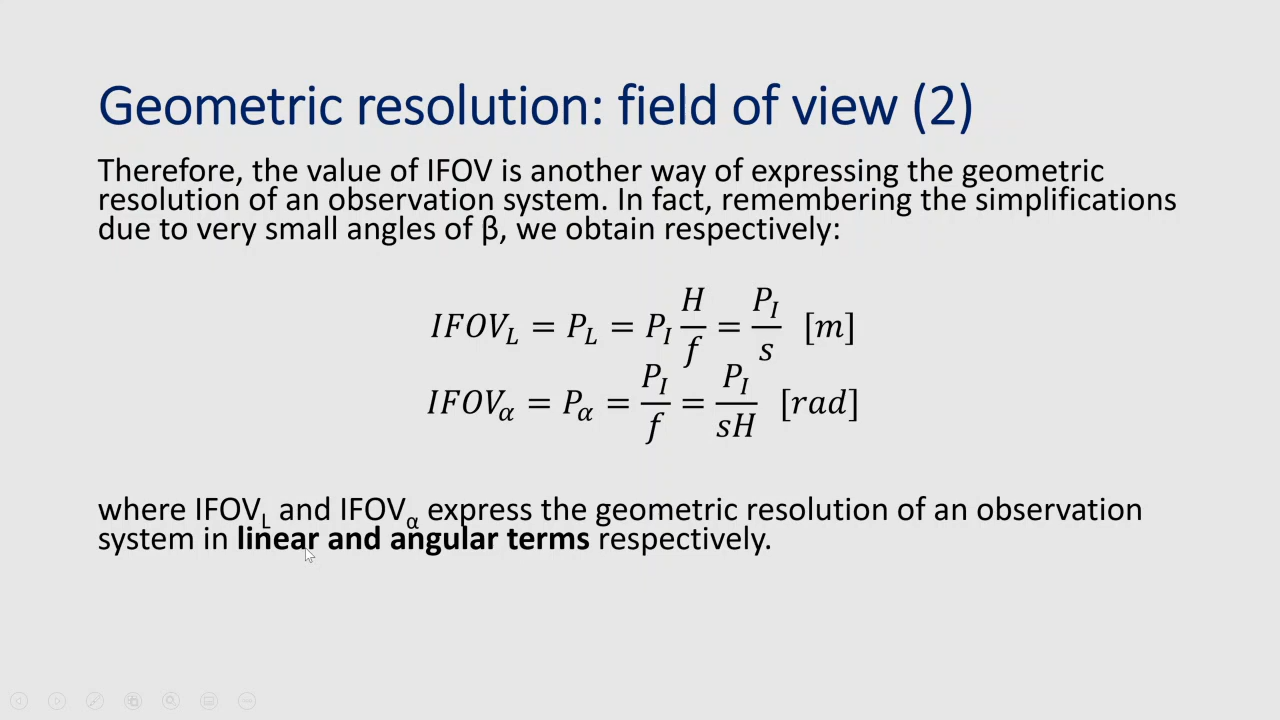 Geometric resolution: field of view (2)
Therefore, the value of IFOV is another way of expressing the geometric
resolution of an observation system. In fact, remembering the simplifications
due to very small angles of β, we obtain respectively:
IFOV_L = P_L = P_I H/f = P_I/s [m]
IFOV_α = P_α = P_I/f = P_I/sH [rad]
where IFOV_L and IFOV_α express the geometric resolution of an observation
system in linear and angular terms respectively.